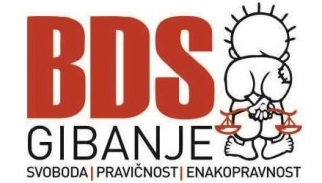 BDS
GIBANJE
SVOBODA | PRAVIČNOST | ENAKOPRAVNOST